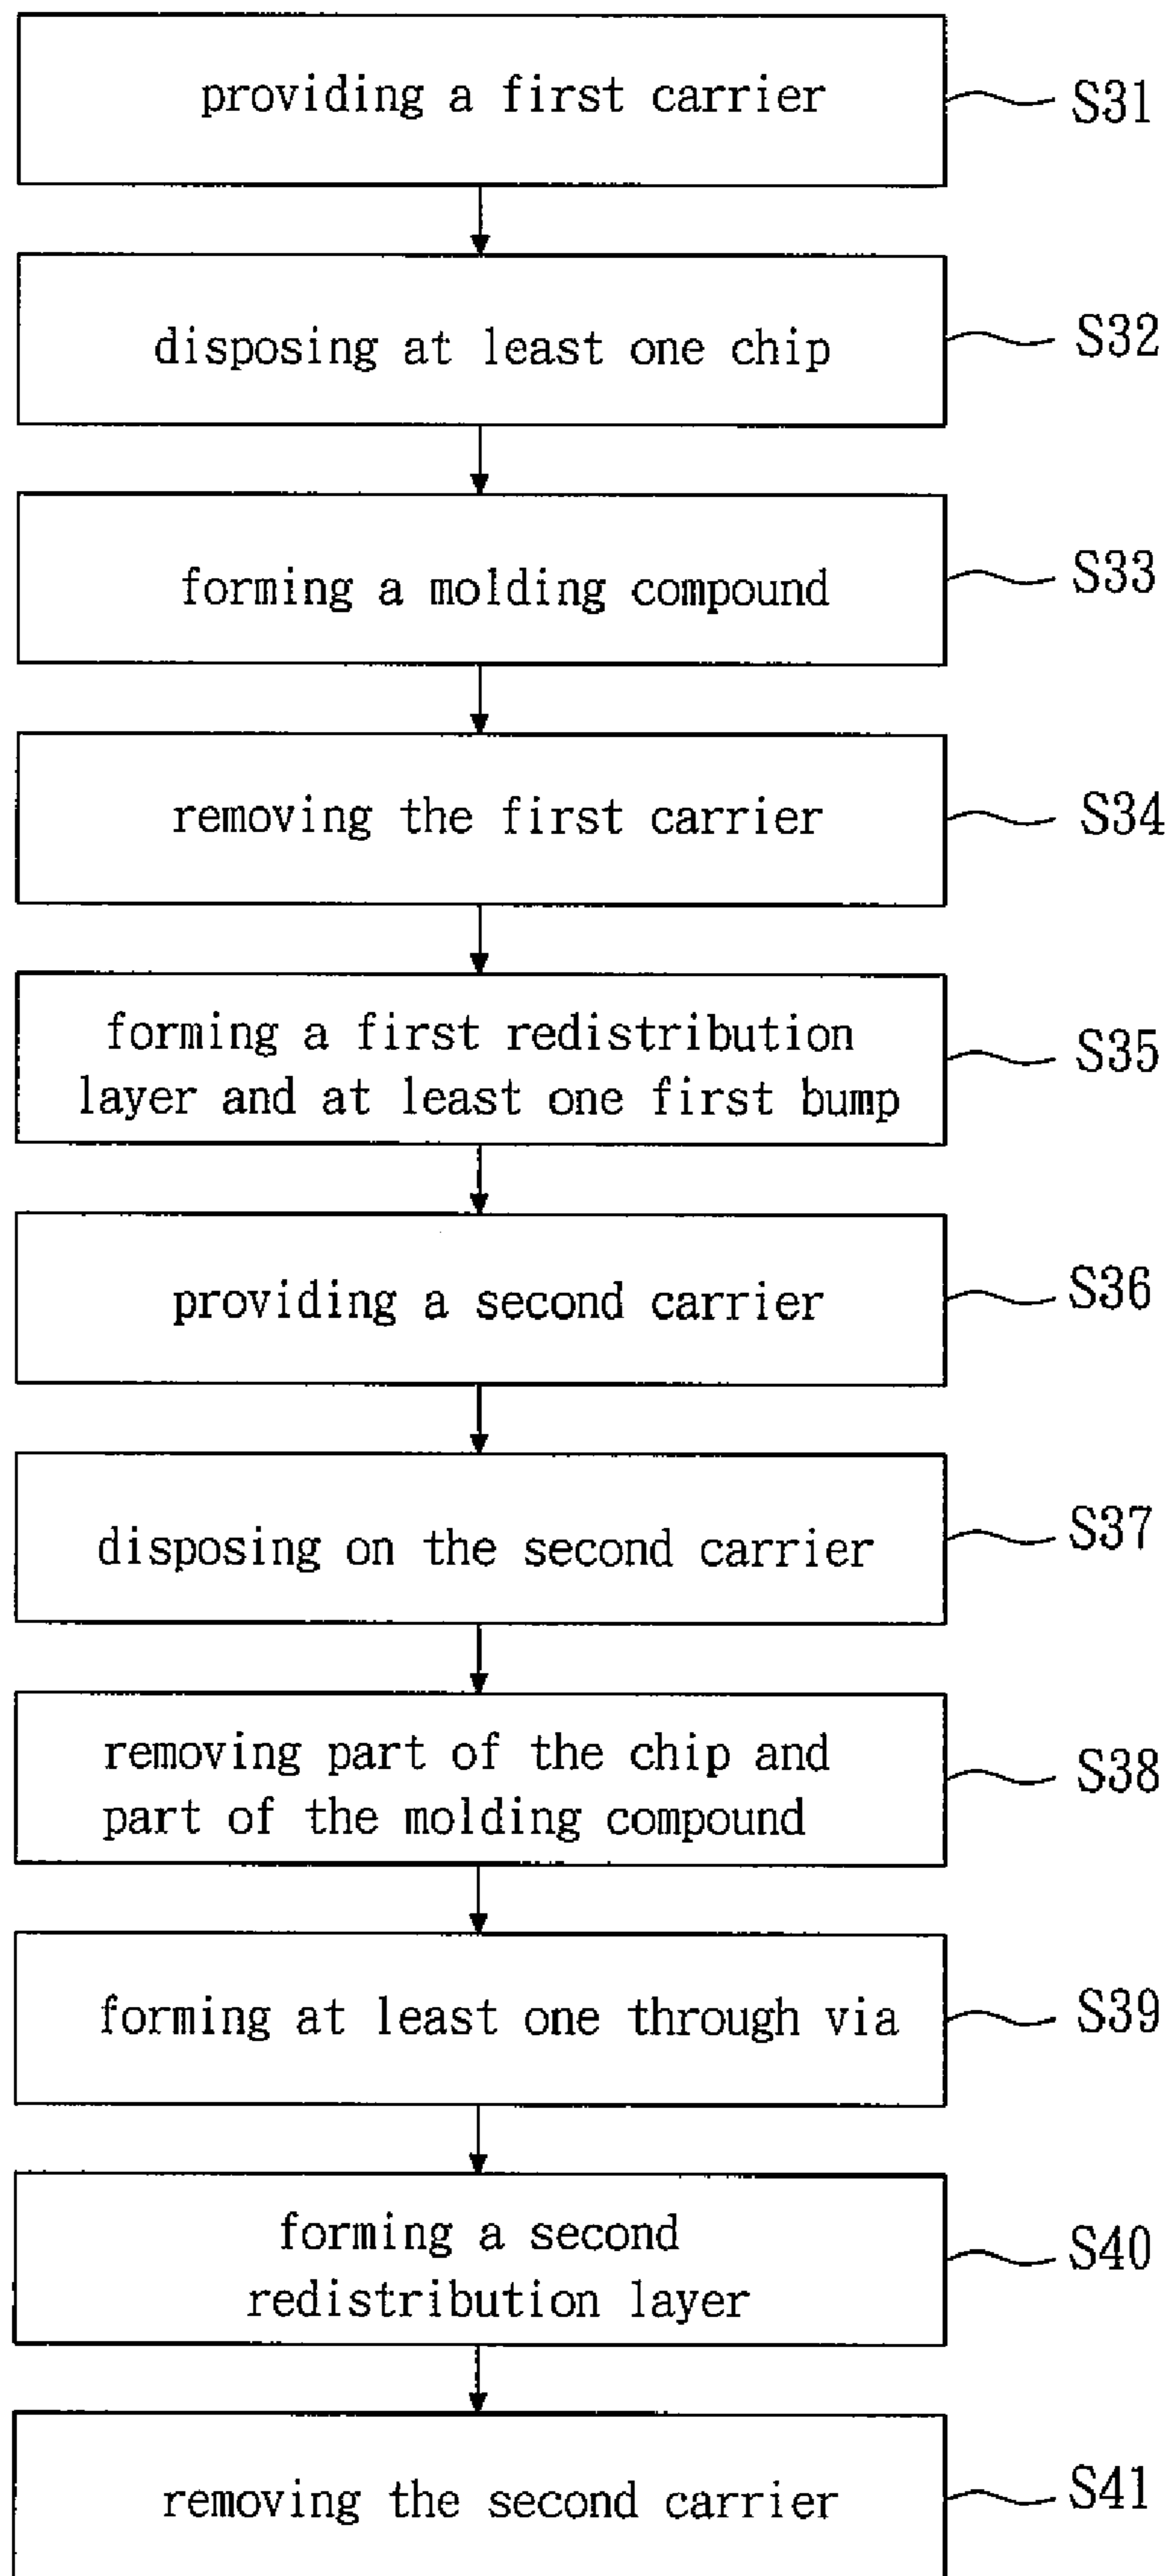 providing a first carrier
S31
disposing at least one chip
S32
forming a molding compound
S33
removing the first carrier
S34
forming a first redistribution
layer and at least one first bump
S35
providing a second carrier
S36
disposing on the second carrier
S37
removing part of the chip and
part of the molding compound
S38
forming at least one through via
S39
forming a second
redistribution layer
S40
removing the second carrier
S41